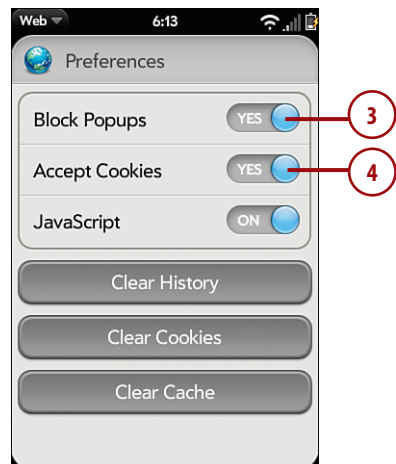 Web 6:13
Preferences
Block Popups YES 3
Accept Cookies YES 4
JavaScript ON
Clear History
Clear Cookies
Clear Cache